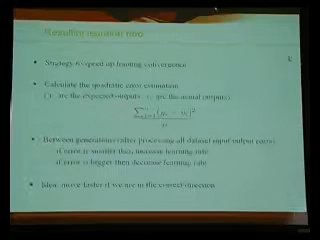 Strategy to speed up learning convergence
Calculate the quadratic error estimation
are the expected outputs, are the actual outputs
Between generations (after processing all dataset input output pairs)
if error is smaller then increase learning rate
if error is bigger then decrease learning rate
Idea: move faster if we are in the correct direction